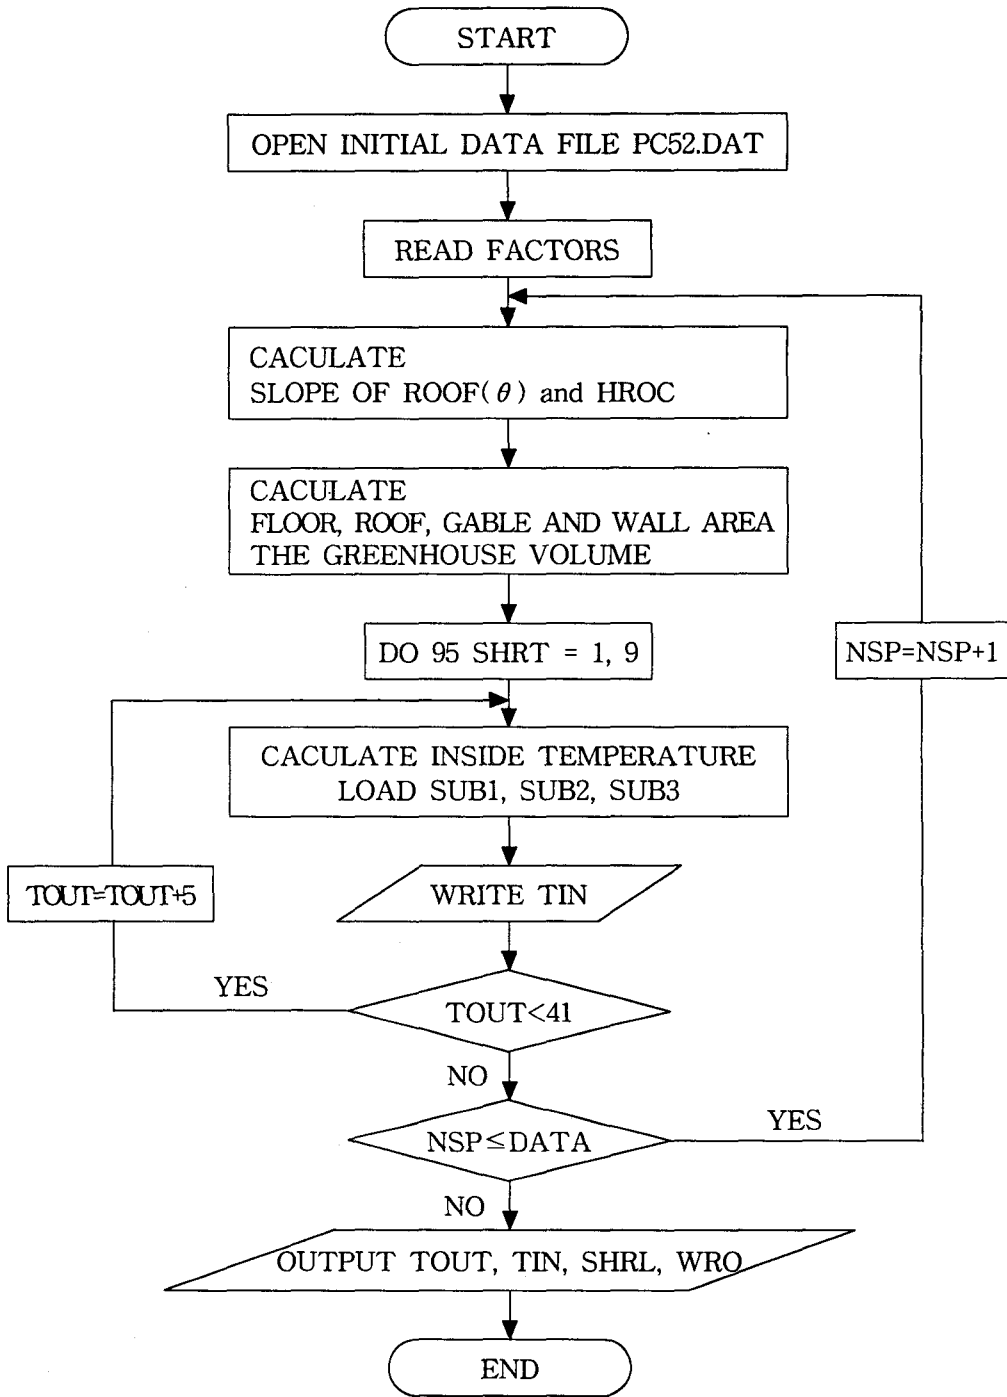 START
OPEN INITIAL DATA FILE PC52.DAT
READ FACTORS
CACULATE
SLOPE OF ROOF(θ) and HROC
CACULATE
FLOOR, ROOF, GABLE AND WALL AREA
THE GREENHOUSE VOLUME
DO 95 SHRT = 1, 9
NSP=NSP+1
CACULATE INSIDE TEMPERATURE
LOAD SUB1, SUB2, SUB3
TOUT=TOUT+5
WRITE TIN
YES
TOUT<41
NO
NSP≤DATA
YES
NO
OUTPUT TOUT, TIN, SHRL, WRO
END